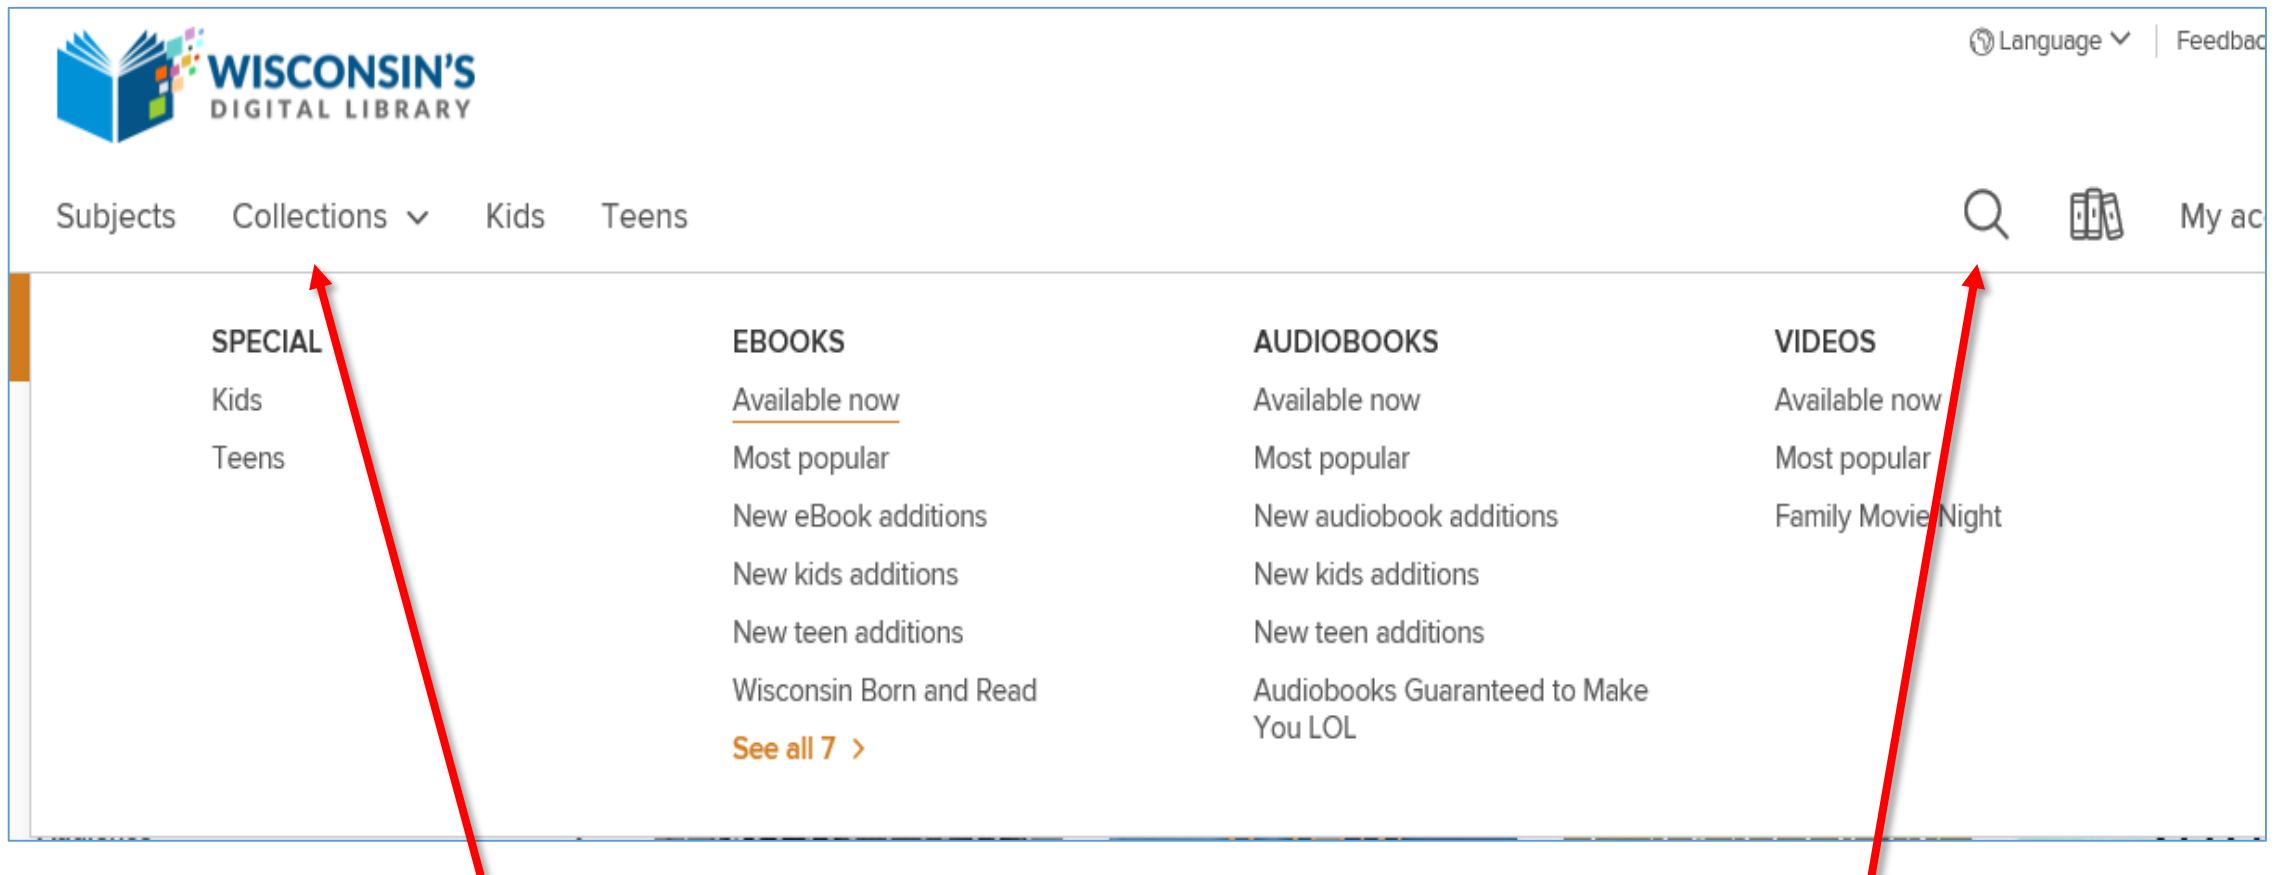 WISCONSIN'S
DIGITAL LIBRARY
Language
Feedbac
Subjects
Collections
Kids
Teens
My ac
SPECIAL
Kids
Teens
EBOOKS
Available now
Most popular
New eBook additions
New kids additions
New teen additions
Wisconsin Born and Read
See all 7 >
AUDIOBOOKS
Available now
Most popular
New audiobook additions
New kids additions
New teen additions
Audiobooks Guaranteed to Make
You LOL
VIDEOS
Available now
Most popular
Family Movie Night